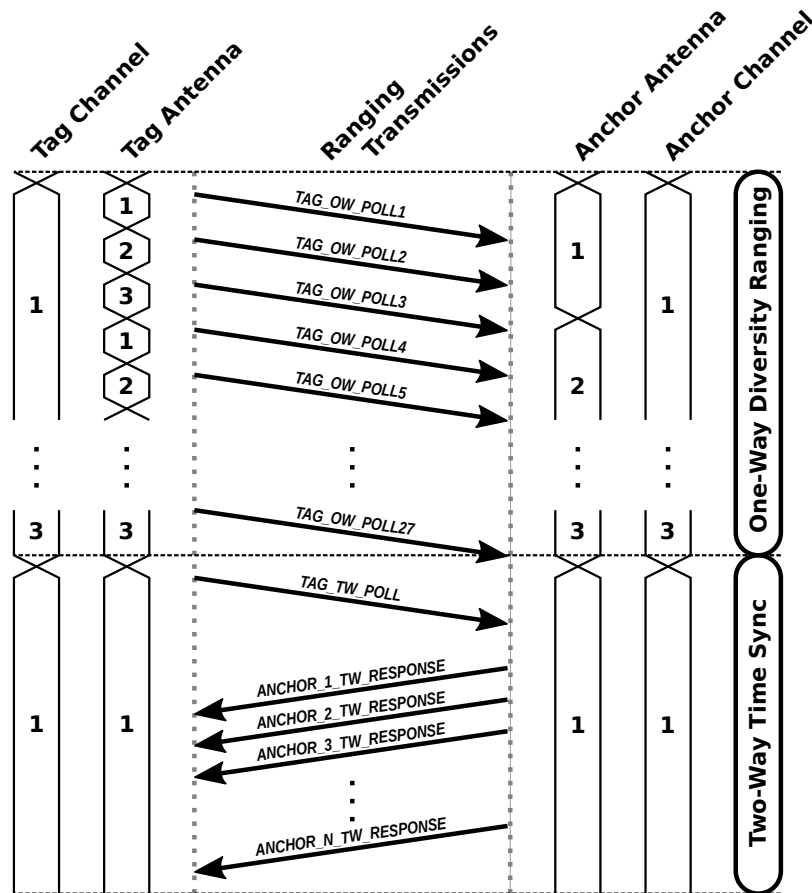 Tag Channel
Tag Antenna
Ranging
Transmissions
Anchor Antenna
Anchor Channel
TAG_OW_POLL1
1
TAG_OW_POLL2
2
1
TAG_OW_POLL3
3
1
1
TAG_OW_POLL4
1
TAG_OW_POLL5
2
2
One-Way Diversity Ranging
TAG_OW_POLL27
3
3
3
3
TAG_TW_POLL
ANCHOR_1_TW_RESPONSE
ANCHOR_2_TW_RESPONSE
1
1
ANCHOR_3_TW_RESPONSE
1
1
Two-Way Time Sync
ANCHOR_N_TW_RESPONSE